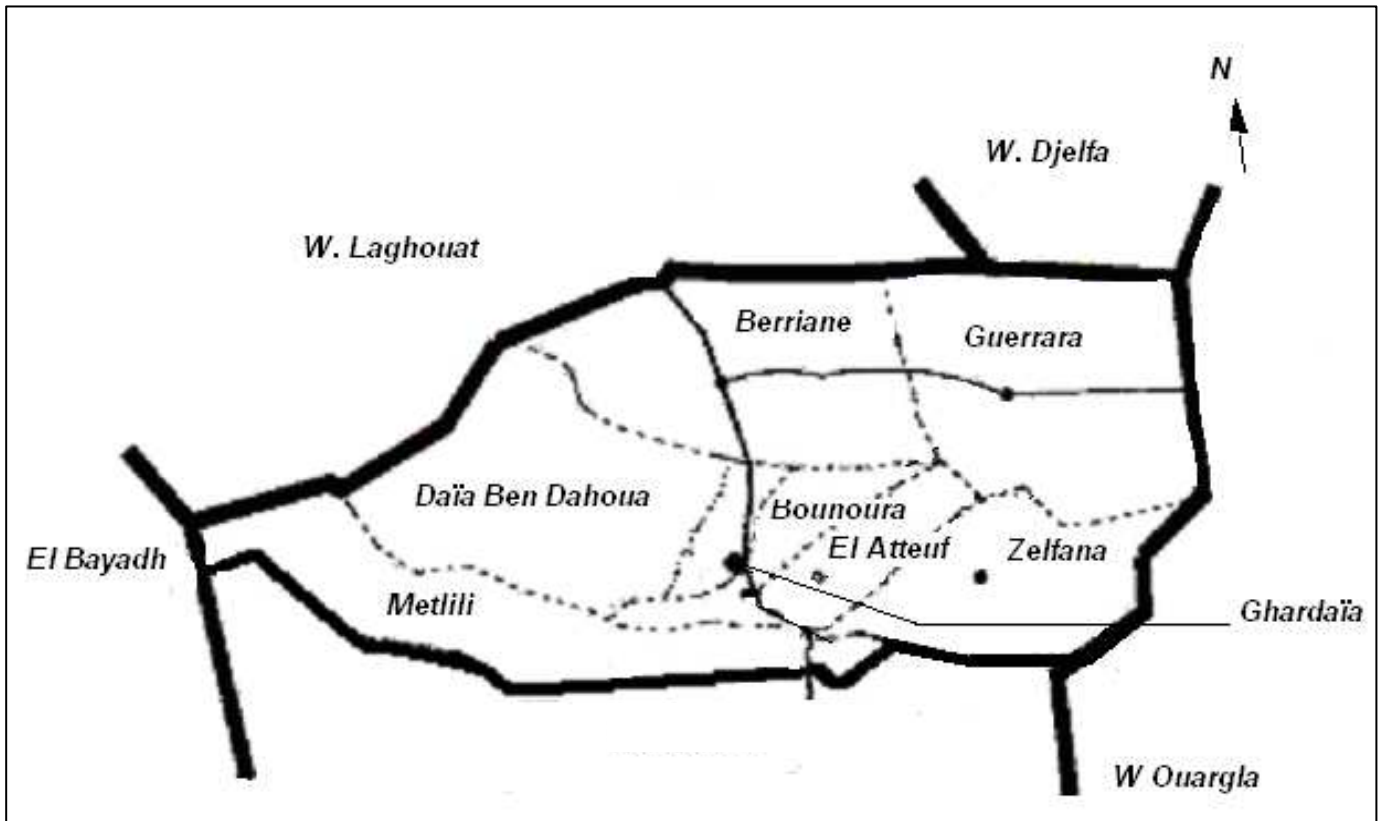 N
W. Djelfa
W. Laghouat
Berriane
Guerrara
Daïa Ben Dahoua
Bounoura
El Atteuf
Zelfana
El Bayadh
Metlili
Ghardaïa
W Ouargla